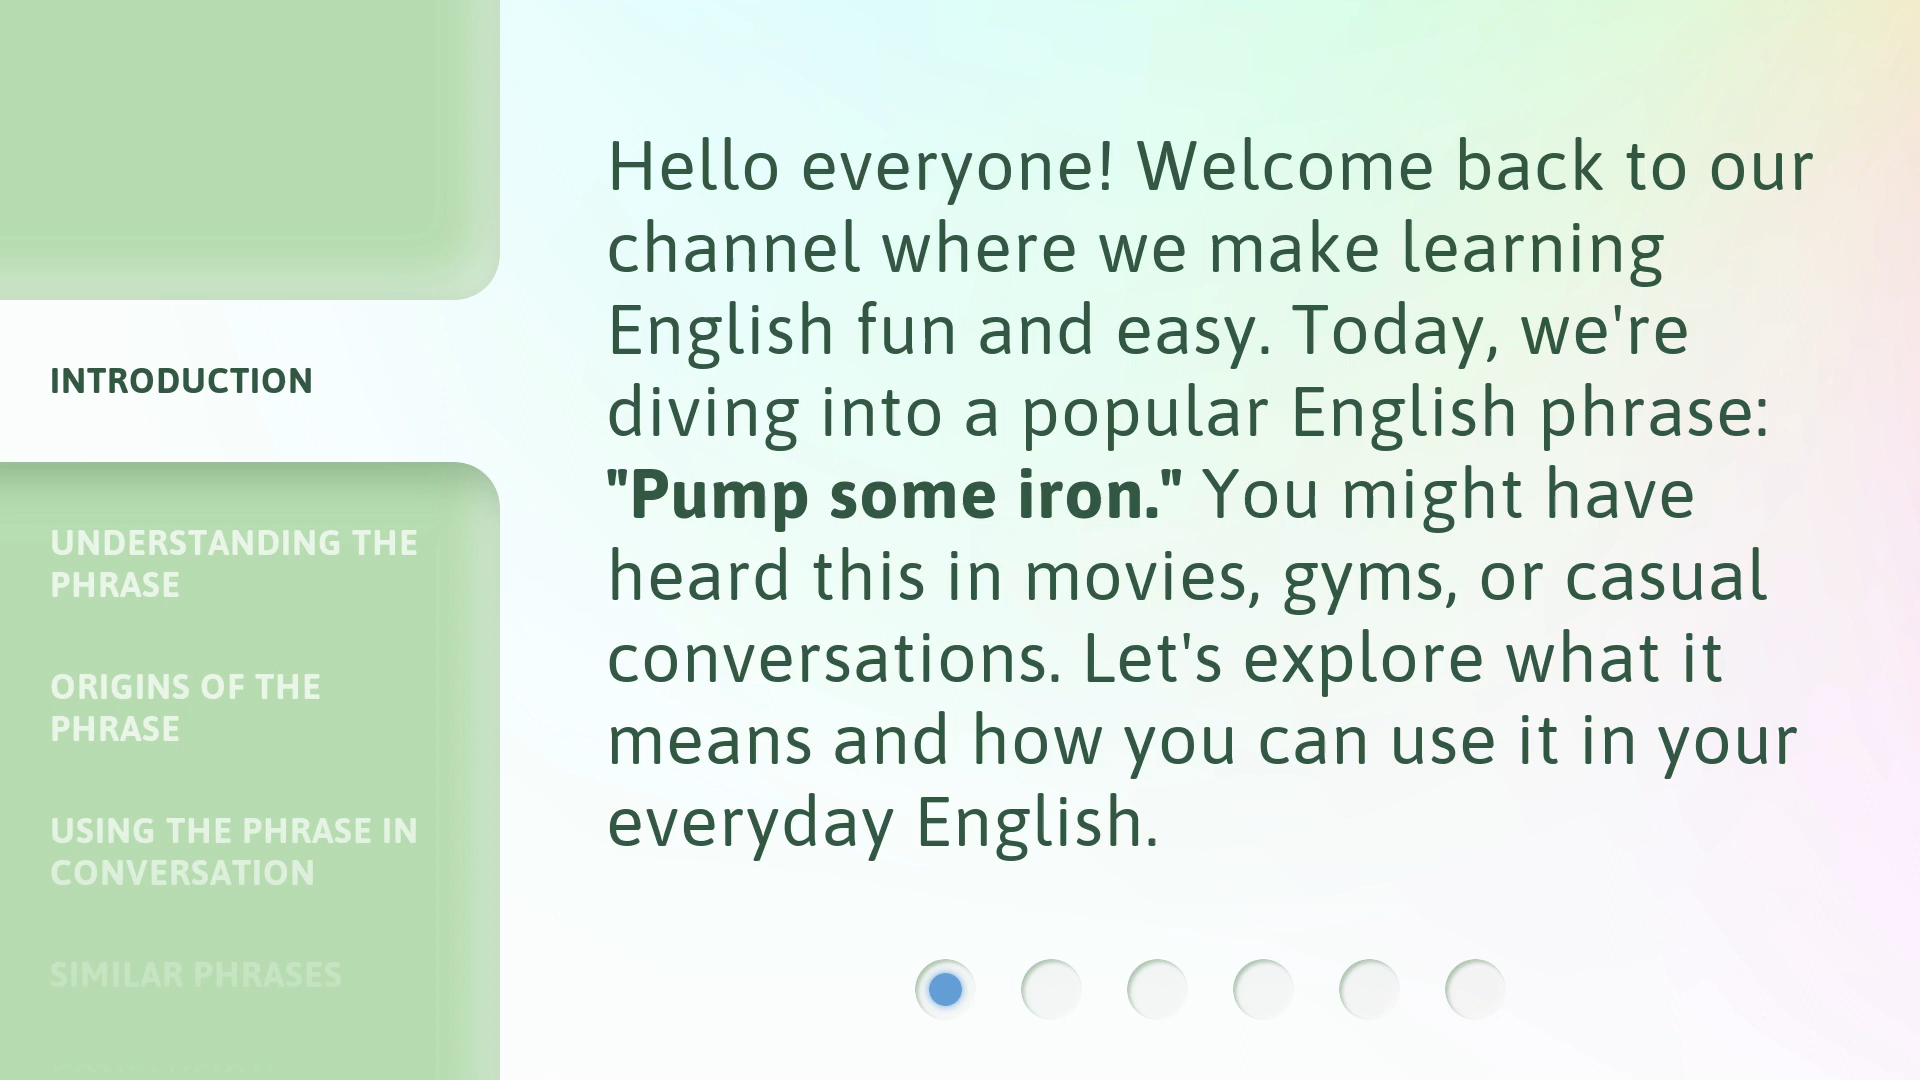 INTRODUCTION
UNDERSTANDING THE
PHRASE
ORIGINS OF THE
PHRASE
USING THE PHRASE IN
CONVERSATION
SIMILAR PHRASES
Hello everyone! Welcome back to our
channel where we make learning
English fun and easy. Today, we're
diving into a popular English phrase:
"Pump some iron." You might have
heard this in movies, gyms, or casual
conversations. Let's explore what it
means and how you can use it in your
everyday English.